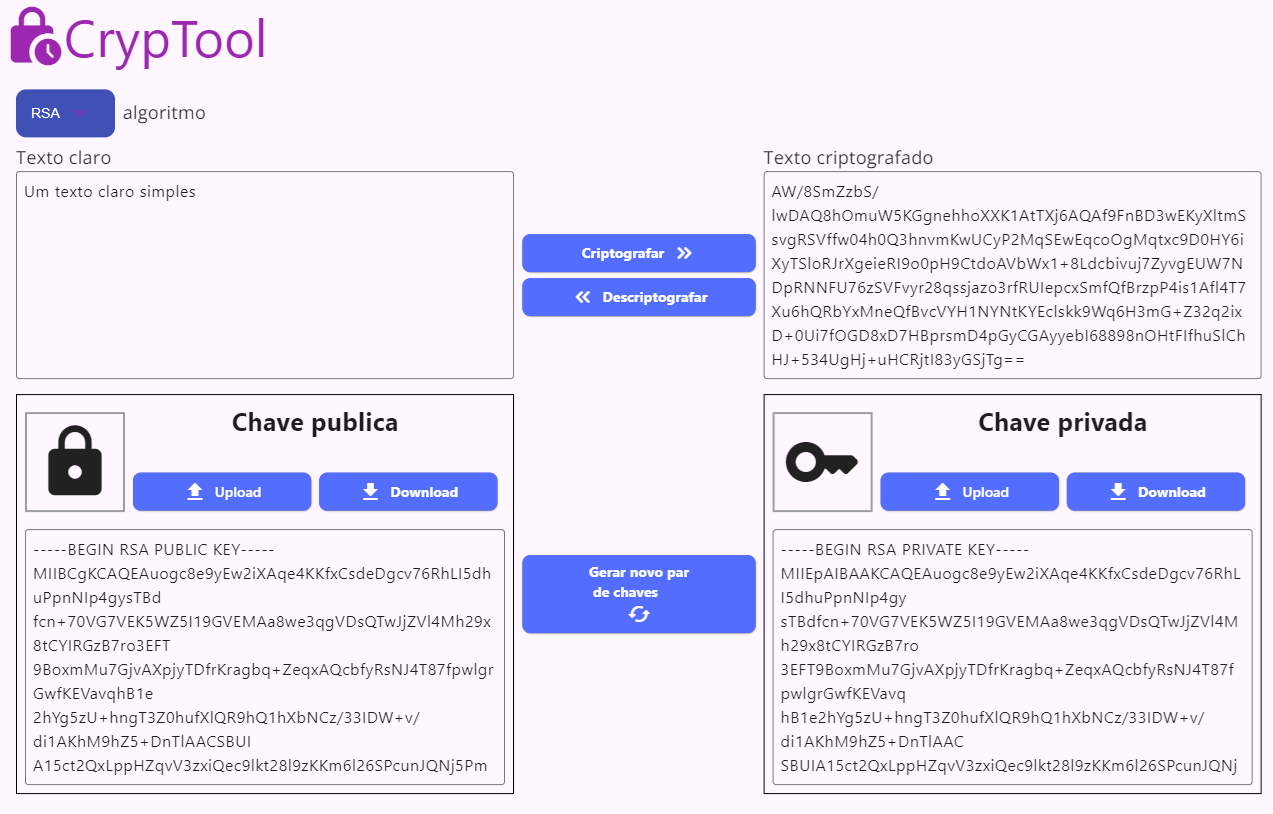 CrypTool
RSA
algoritmo
Texto claro
Um texto claro simples
Criptografar
Descriptografar
Texto criptografado
AW/8SmZzbS/
lwDAQ8hOmuW5KGgnehhoXXK1AtTXj6AQAf9FnBD3wEKyXltmS
svgRSVffw04h0Q3hnvmKwUCyP2MqSEwEqcoOgMqtxc9D0HY6i
XyTSloRJrXgeieRI9o0pH9CtdoAVbWx1+8Ldcbivuj7ZyvgEUW7N
DpRNNFU76zSVFvyr28qssjazo3rfRUIepcxSmfQfBrzpP4is1Afl4T7
Xu6hQRbYxMneQfBvcVYH1NYNtKYEclskk9Wq6H3mG+Z32q2ix
D+0Ui7fOGD8xD7HBprsmD4pGyCGAyyebI68898nOHtFIfhuSlCh
HJ+534UgHj+uHCRjtI83yGSjTg==
Chave publica
Upload
Download
-----BEGIN RSA PUBLIC KEY-----
MIIBCgKCAQEAuogc8e9yEw2iXAqe4KKfxCsdeDgcv76RhLI5dh
uPpnNIp4gysTBd
fcn+70VG7VEK5WZ5I19GVEMAa8we3qgVDsQTwJjZVl4Mh29x
8tCYIRGzB7ro3EFT
9BoxmMu7GjvAXpjyTDfrKragbq+ZeqxAQcbfyRsNJ4T87fpwlgr
GwfKEVavqhB1e
2hYg5zU+hngT3Z0hufXlQR9hQ1hXbNCz/33IDW+v/
di1AKhM9hZ5+DnTlAACSBUI
A15ct2QxLppHZqvV3zxiQec9lkt28l9zKKm6l26SPcunJQNj5Pm
Gerar novo par
de chaves
Chave privada
Upload
Download
-----BEGIN RSA PRIVATE KEY-----
MIIEpAIBAAKCAQEAuogc8e9yEw2iXAqe4KKfxCsdeDgcv76RhL
I5dhuPpnNIp4gy
sTBdfcn+70VG7VEK5WZ5I19GVEMAa8we3qgVDsQTwJjZVl4M
h29x8tCYIRGzB7ro
3EFT9BoxmMu7GjvAXpjyTDfrKragbq+ZeqxAQcbfyRsNJ4T87f
pwlgrGwfKEVavq
hB1e2hYg5zU+hngT3Z0hufXlQR9hQ1hXbNCz/33IDW+v/
di1AKhM9hZ5+DnTlAAC
SBUIA15ct2QxLppHZqvV3zxiQec9lkt28l9zKKm6l26SPcunJQNj